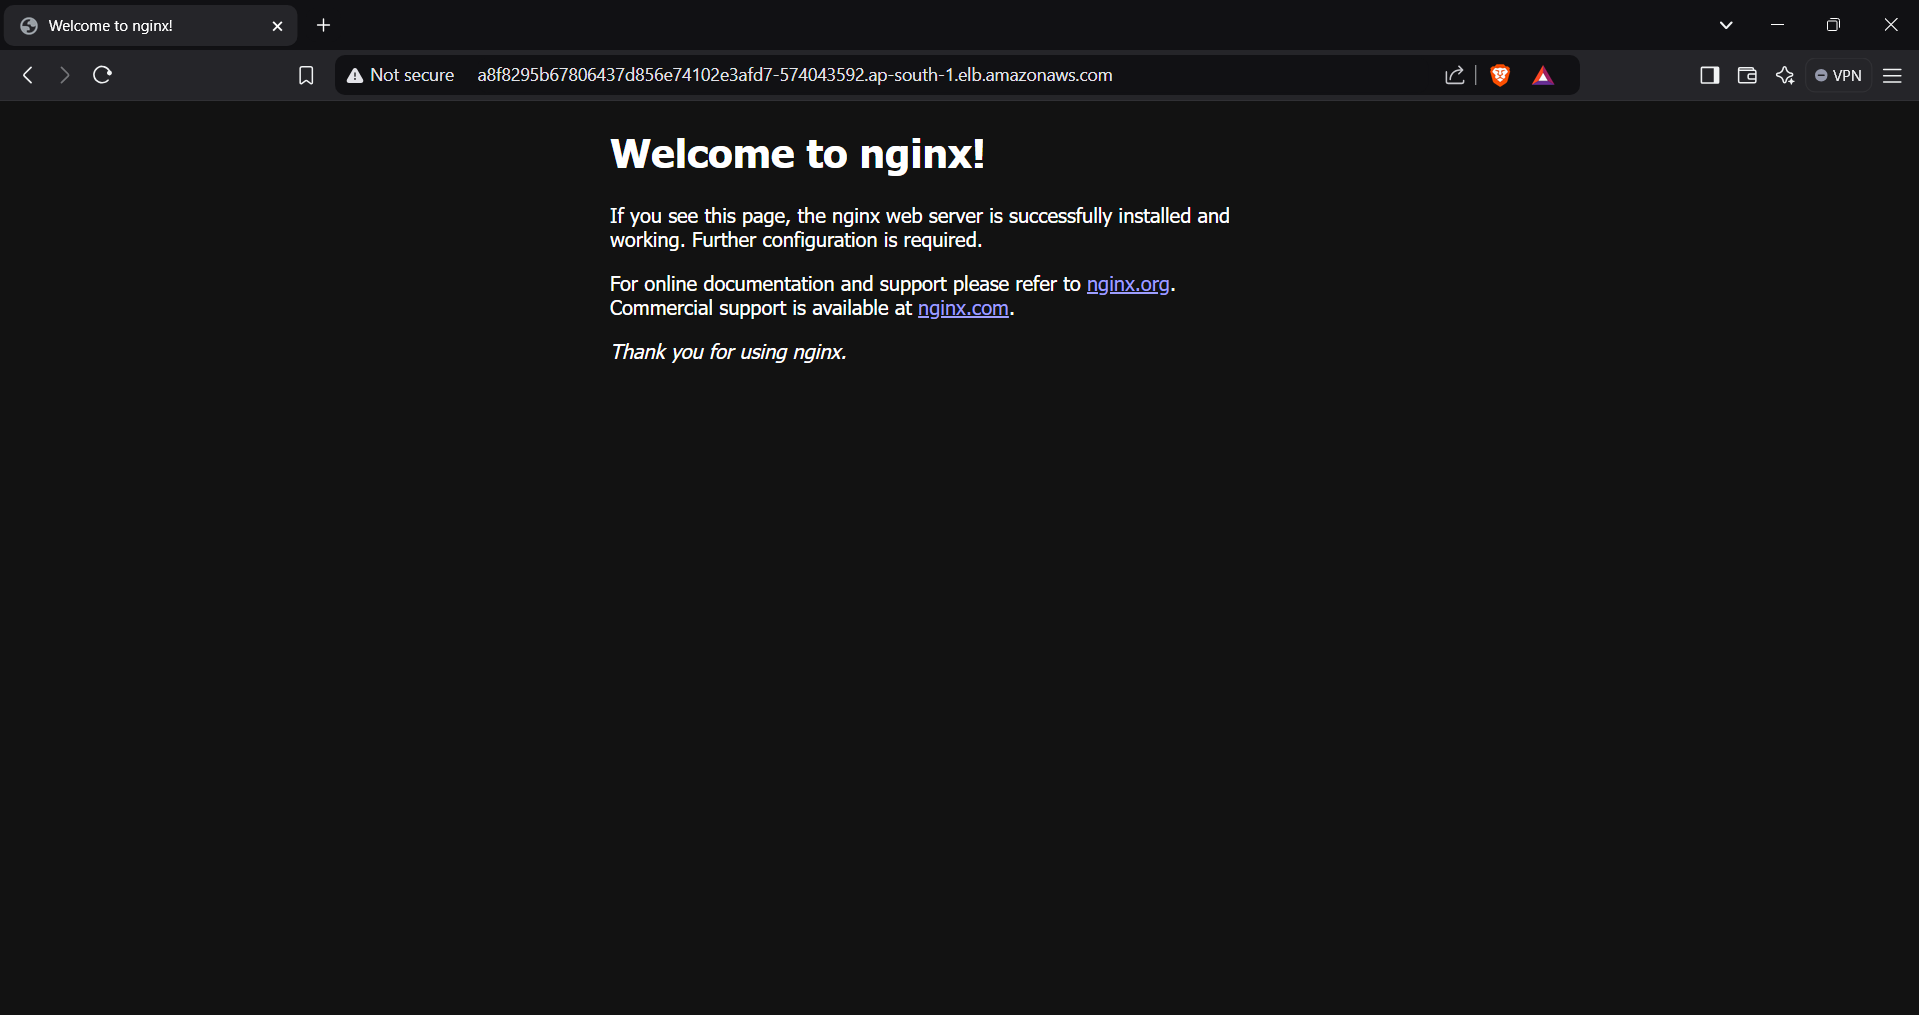 Welcome to nginx!
Not secure
a8f8295b67806437d856e74102e3afd7-574043592.ap-south-1.elb.amazonaws.com
VPN
Welcome to nginx!
If you see this page, the nginx web server is successfully installed and
working. Further configuration is required.
For online documentation and support please refer to nginx.org.
Commercial support is available at nginx.com.
Thank you for using nginx.